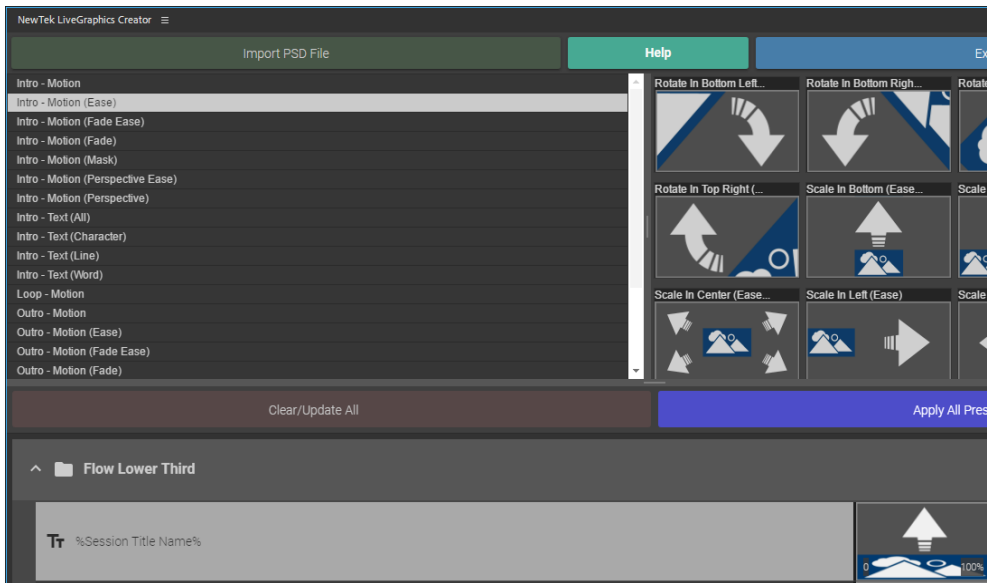 NewTek LiveGraphics Creator
Import PSD File
Help
Ex
Intro - Motion
Intro - Motion (Ease)
Intro - Motion (Fade Ease)
Intro - Motion (Fade)
Intro - Motion (Mask)
Intro - Motion (Perspective Ease)
Intro - Motion (Perspective)
Intro - Text (All)
Intro - Text (Character)
Intro - Text (Line)
Intro - Text (Word)
Loop - Motion
Outro - Motion
Outro - Motion (Ease)
Outro - Motion (Fade Ease)
Outro - Motion (Fade)
Rotate In Bottom Left...
Rotate In Bottom Righ...
Rotate
Rotate In Top Right (...
Scale In Bottom (Ease...
Scale
Scale In Center (Ease...
Scale In Left (Ease)
Scale
Clear/Update All
Apply All Pres
Flow Lower Third
%Session Title Name%
0
100%